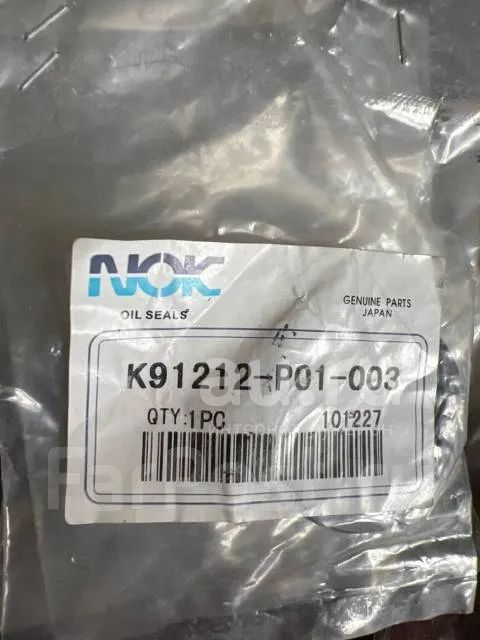 NOK
OIL SEALS
GENUINE PARTS
JAPAN
K91212-P01-003
QTY:1PC
101227